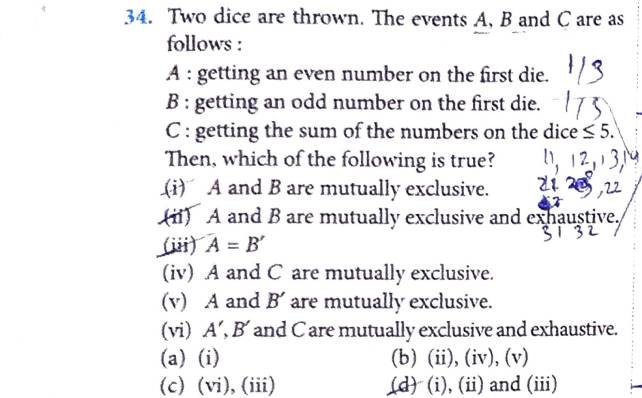 34. Two dice are thrown. The events A, B and C are as
follows :
A : getting an even number on the first die. 1/3
B : getting an odd number on the first die.
C : getting the sum of the numbers on the dice ≤ 5.
Then, which of the following is true? 11, 12, 13, 14
(i) A and B are mutually exclusive. 21 , 22
(ii) A and B are mutually exclusive and exhaustive.
31 32
(iii) A = B′
(iv) A and C are mutually exclusive.
(v) A and B′ are mutually exclusive.
(vi) A′, B′ and C are mutually exclusive and exhaustive.
(a) (i) (b) (ii), (iv), (v)
(c) (vi), (iii) (d) (i), (ii) and (iii)